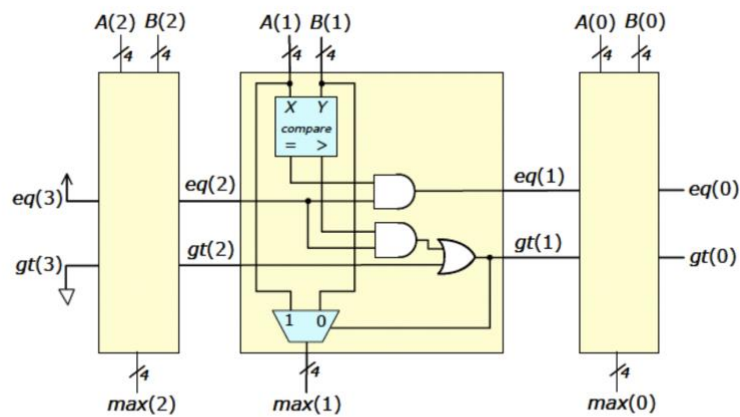 A(2) B(2) A(1) B(1) A(0) B(0)
4 4 4 4 4 4
X Y
compare
= >
eq(3) eq(2) eq(1) eq(0)
gt(3) gt(2) gt(1) gt(0)
1 0
4 4 4
max(2) max(1) max(0)